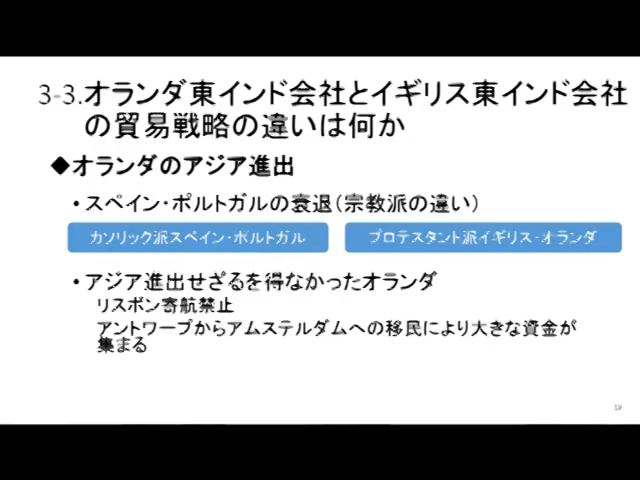 3-3.オランダ東インド会社とイギリス東インド会社
の貿易戦略の違いは何か
◆オランダのアジア進出
・スペイン・ポルトガルの衰退(宗教派の違い)
カソリック派スペイン・ポルトガル
プロテスタント派イギリス・オランダ
・アジア進出せざるを得なかったオランダ
リスボン寄航禁止
アントワープからアムステルダムへの移民により大きな資金が
集まる